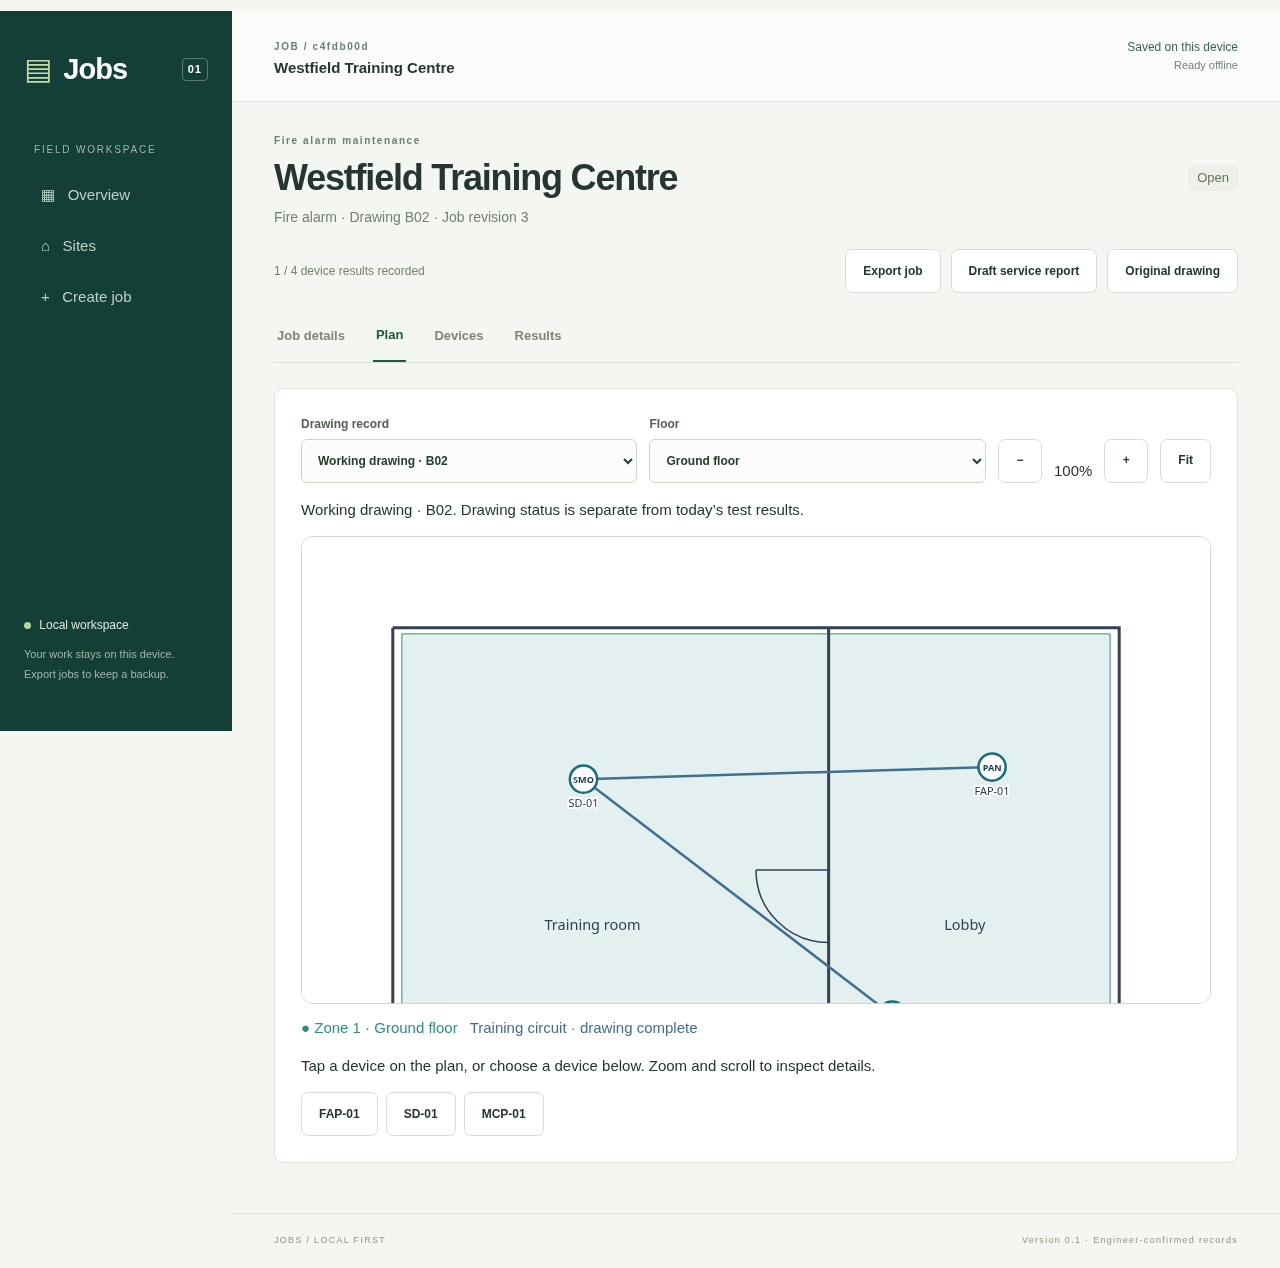 Jobs
01
FIELD WORKSPACE
Overview
Sites
+ Create job
Local workspace
Your work stays on this device.
Export jobs to keep a backup.
JOB / c4fdb00d
Westfield Training Centre
Saved on this device
Ready offline
Fire alarm maintenance
Westfield Training Centre
Open
Fire alarm · Drawing B02 · Job revision 3
1 / 4 device results recorded
Export job
Draft service report
Original drawing
Job details
Plan
Devices
Results
Drawing record
Floor
Working drawing · B02
Ground floor
−
100%
+
Fit
Working drawing · B02. Drawing status is separate from today’s test results.
SMO
SD-01
PAN
FAP-01
Training room
Lobby
● Zone 1 · Ground floor Training circuit · drawing complete
Tap a device on the plan, or choose a device below. Zoom and scroll to inspect details.
FAP-01
SD-01
MCP-01
JOBS / LOCAL FIRST
Version 0.1 · Engineer-confirmed records